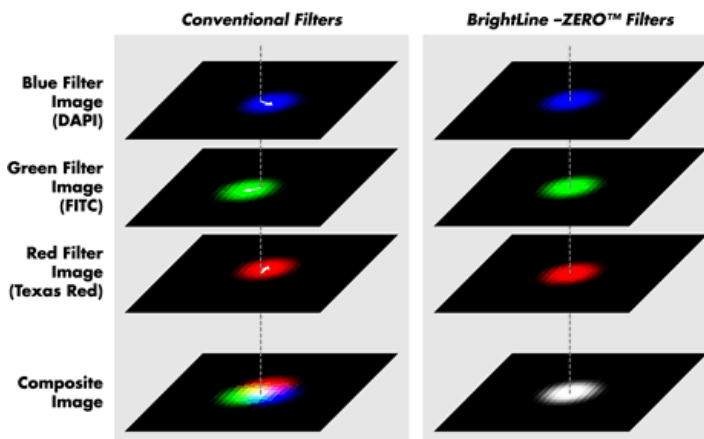 Conventional Filters
BrightLine –ZERO™ Filters
Blue Filter
Image
(DAPI)
Green Filter
Image
(FITC)
Red Filter
Image
(Texas Red)
Composite
Image